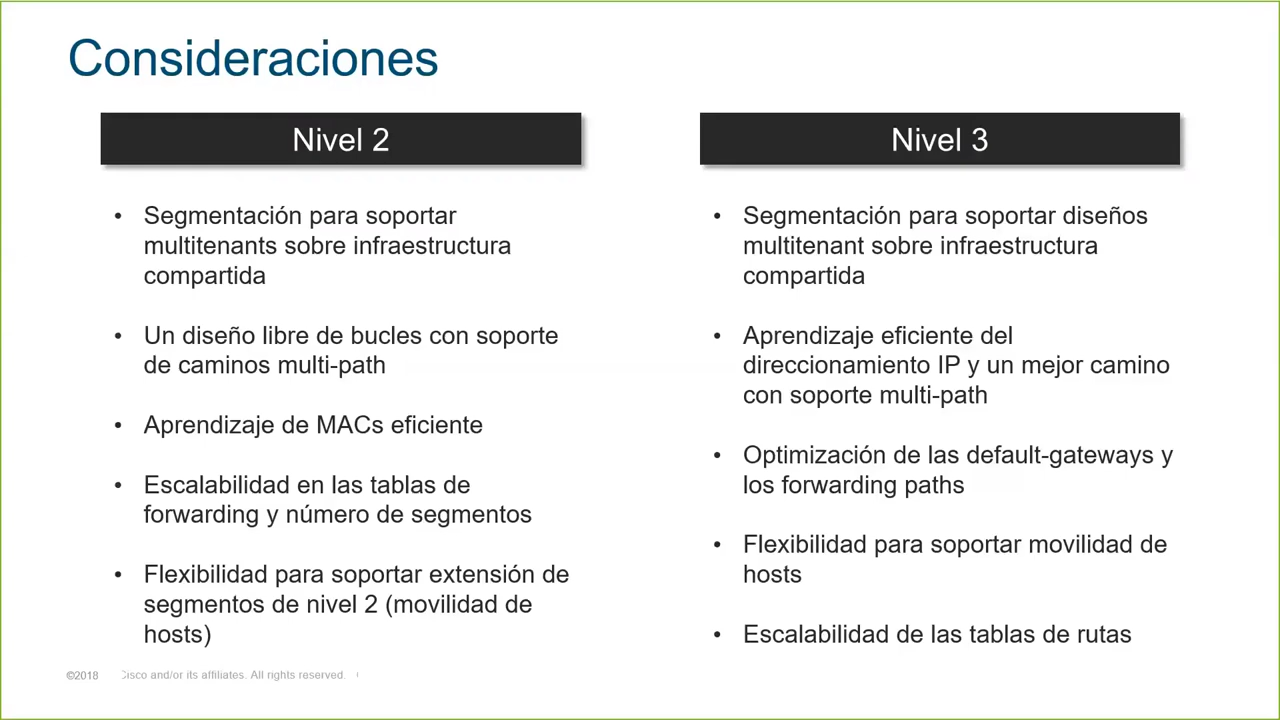 Consideraciones
Nivel 2
• Segmentación para soportar
multitenants sobre infraestructura
compartida
• Un diseño libre de bucles con soporte
de caminos multi-path
• Aprendizaje de MACs eficiente
• Escalabilidad en las tablas de
forwarding y número de segmentos
• Flexibilidad para soportar extensión de
segmentos de nivel 2 (movilidad de
hosts)
Nivel 3
• Segmentación para soportar diseños
multitenant sobre infraestructura
compartida
• Aprendizaje eficiente del
direccionamiento IP y un mejor camino
con soporte multi-path
• Optimización de las default-gateways y
los forwarding paths
• Flexibilidad para soportar movilidad de
hosts
• Escalabilidad de las tablas de rutas
©2018 Cisco and/or its affiliates. All rights reserved.